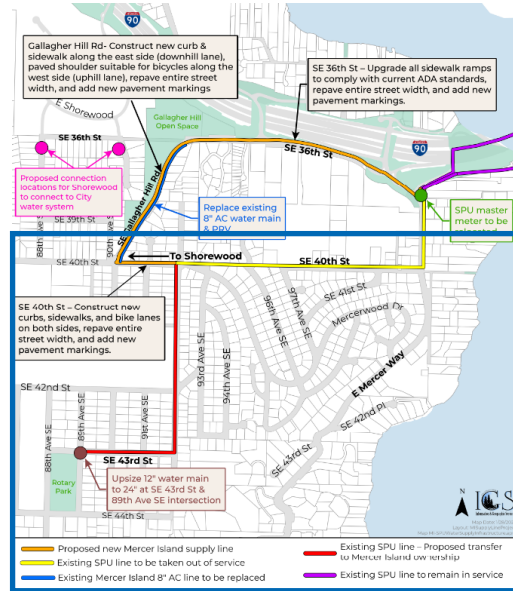 90
Gallagher Hill Rd- Construct new curb &
sidewalk along the east side (downhill lane),
paved shoulder suitable for bicycles along
the west side (uphill lane), repave entire street
width, and add new pavement markings
SE 36th St – Upgrade all sidewalk ramps
to comply with current ADA standards,
repave entire street width, and add new
pavement markings.
E Shorewood
Gallagher Hill
Open Space
SE 36th St
SE 36th St
90
Proposed connection
locations for Shorewood
to connect to City
water system
SE Gallagher Hill Rd
Replace existing
8" AC water main
& PRV
SPU master
meter to be
SE 39th St
88th Ave
90th Ave
To Shorewood
SE 40th St
SE 40th St
SE 40th St – Construct new
curbs, sidewalks, and bike lanes
on both sides, repave entire
street width, and add new
pavement markings.
SE 41st St
Mercerwood Dr
96th Ave SE
97th Ave SE
93rd Ave SE
94th Ave SE
E Mercer Way
SE 42nd St
SE 42nd Pl
88th Ave SE
89th Ave SE
91st Ave SE
SE 43rd St
SE 43rd St
Rotary
Park
Upsize 12" water main
to 24" at SE 43rd St &
89th Ave SE
intersection
SE 44th St
N
IGS
Proposed new Mercer Island supply line
Existing SPU line to be taken out of service
Existing Mercer Island 8" AC line to be replaced
Existing SPU line – Proposed transfer
to Mercer Island ownership
Existing SPU line to remain in service